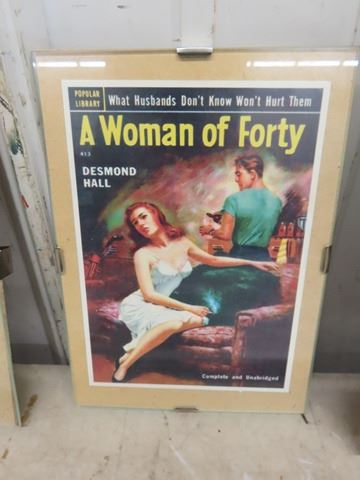 POPULAR
LIBRARY
What Husbands Don't Know Won't Hurt Them
A Woman of Forty
413
DESMOND
HALL
Complete and Unabridged